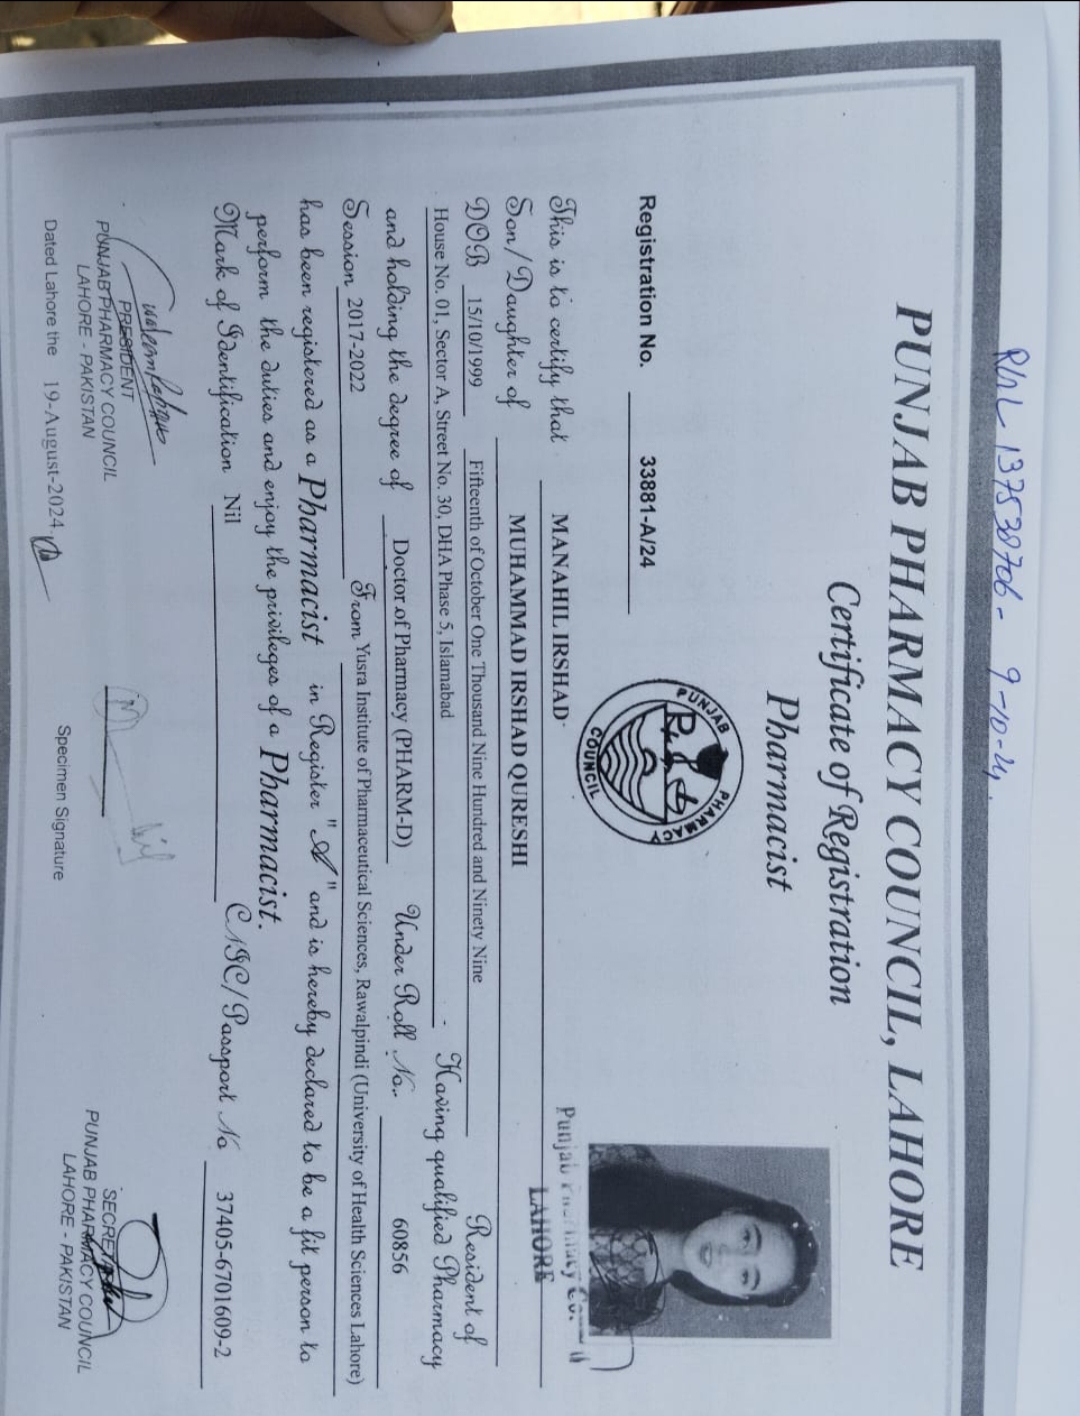 RML 137538706 - 9-10-24
PUNJAB PHARMACY COUNCIL, LAHORE
Certificate of Registration
Pharmacist
PUNJAB PHARMACY COUNCIL
Registration No. 33881-A/24
Punjab Pharmacy
LAHORE
This is to certify that MANAHIL IRSHAD
Son/Daughter of MUHAMMAD IRSHAD QURESHI
DOB 15/10/1999 Fifteenth of October One Thousand Nine Hundred and Ninety Nine Resident of
House No. 01, Sector A, Street No. 30, DHA Phase 5, Islamabad Having qualified Pharmacy
and holding the degree of Doctor of Pharmacy (PHARM-D) Under Roll No.. 60856
Session 2017-2022 From Yusra Institute of Pharmaceutical Sciences, Rawalpindi (University of Health Sciences Lahore)
has been registered as a Pharmacist in Register "A" and is hereby declared to be a fit person to
perform the duties and enjoy the privileges of a Pharmacist.
Mark of Identification Nil CNIC/Passport No 37405-6701609-2
PRESIDENT
PUNJAB PHARMACY COUNCIL
LAHORE - PAKISTAN
SECRETARY
PUNJAB PHARMACY COUNCIL
LAHORE - PAKISTAN
Dated Lahore the 19-August-2024
Specimen Signature